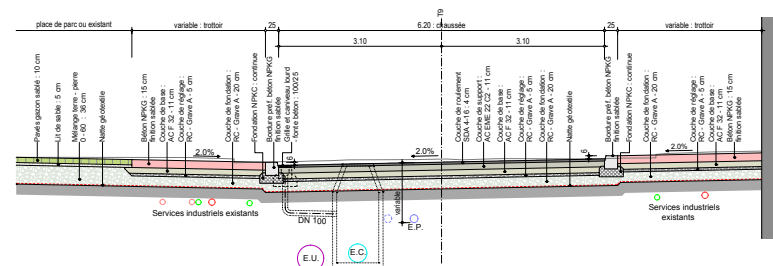 place de parc ou existant
variable : trottoir
25
6.20 : chaussée
25
variable : trottoir
T9
3.10
3.10
Pavés gazon sablé : 10 cm
Lit de sable : 5 cm
Mélange terre - pierre
0 - 60 : 36 cm
Natte géotextile
Béton NPKG : 15 cm
finition sablée
Couche de base :
AC F 32 - 11 cm
Couche de réglage :
RC - Grave A - 5 cm
Couche de fondation :
RC - Grave A - 20 cm
Fondation NPKC : continue
Bordure préf. béton NPKG
finition sablée
Grille et caniveau lourd
- fonte béton : 100/25
Couche de roulement
SDA 4-16 : 4 cm
Couche de support :
AC EME 22 C2 - 11 cm
Couche de base :
AC F 32 - 11 cm
Couche de réglage :
RC - Grave A - 5 cm
Couche de fondation :
RC - Grave A - 20 cm
Natte géotextile
Fondation NPKC : continue
Bordure préf. béton NPKG
finition sablée
Couche de fondation :
RC - Grave A - 20 cm
Couche de réglage :
RC - Grave A - 5 cm
Couche de base :
AC F 32 - 11 cm
Béton NPKG : 15 cm
finition sablée
2.0%
6
2.0%
6
2.0%
Services industriels existants
DN 100
variable
E.P.
E.U.
E.C.
Services industriels
existants